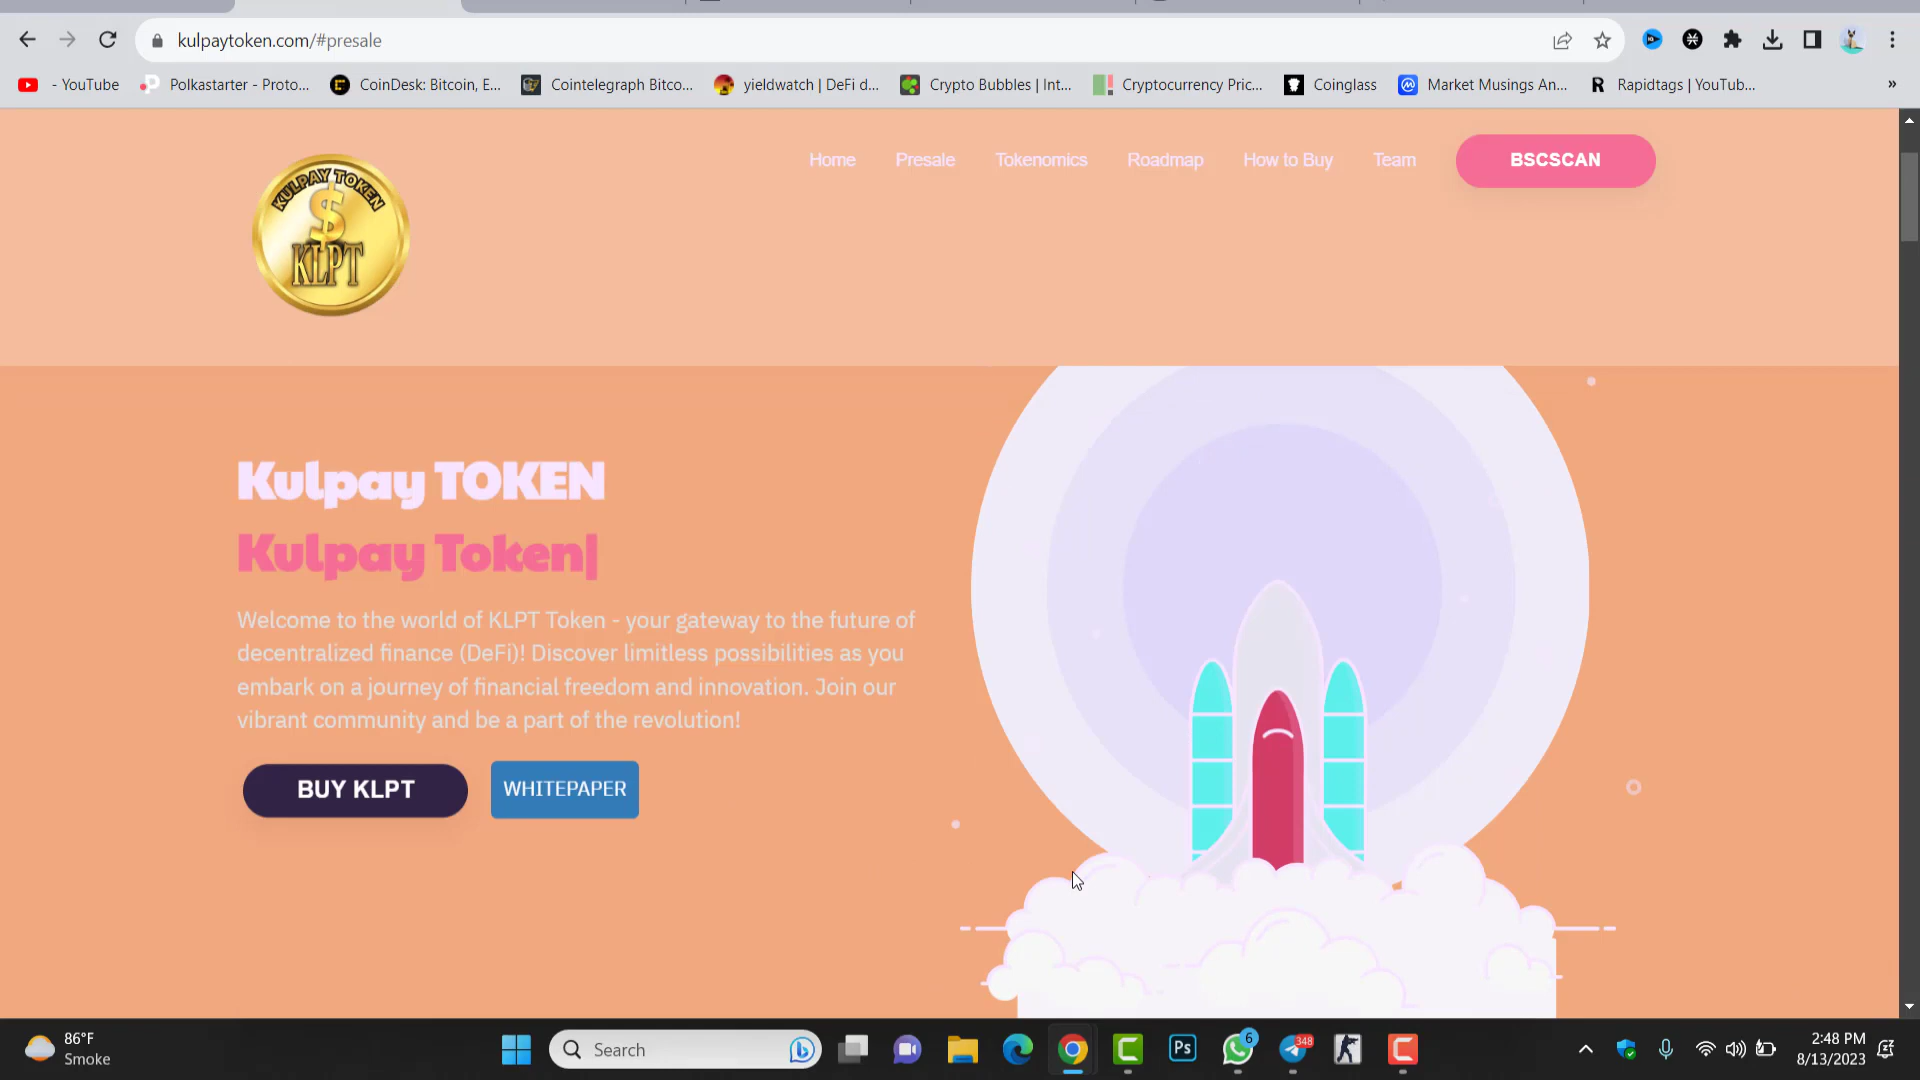 kulpaytoken.com/#presale
- YouTube
Polkastarter - Proto...
CoinDesk: Bitcoin, E...
Cointelegraph Bitco...
yieldwatch | DeFi d...
Crypto Bubbles | Int...
Cryptocurrency Pric...
Coinglass
Market Musings An...
Rapidtags | YouTub...
»
KULPAY TOKEN
$
KLPT
Home
Presale
Tokenomics
Roadmap
How to Buy
Team
BSCSCAN
Kulpay TOKEN
Kulpay Token|
Welcome to the world of KLPT Token - your gateway to the future of
decentralized finance (DeFi)! Discover limitless possibilities as you
embark on a journey of financial freedom and innovation. Join our
vibrant community and be a part of the revolution!
BUY KLPT
WHITEPAPER
86°F
Smoke
Search
Ps
6
348
2:48 PM
8/13/2023